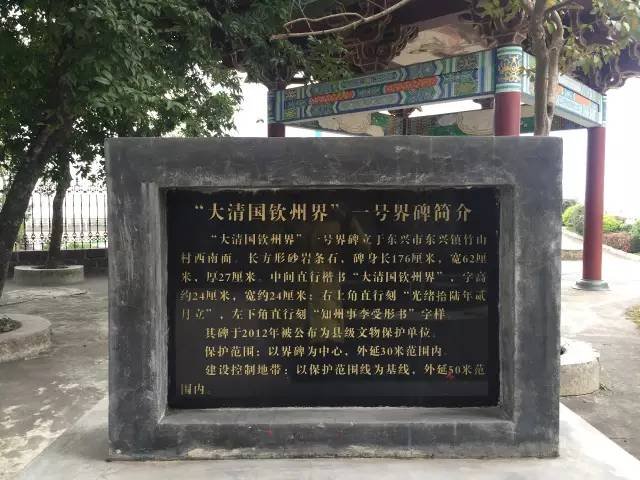 “大清国钦州界”一号界碑简介
“大清国钦州界”一号界碑立于东兴市东兴镇竹山
村西南面。长方形砂岩条石，碑身长176厘米，宽62厘
米，厚27厘米。中间直行楷书“大清国钦州界”，字高
约24厘米，宽约24厘米；右上角直行刻“光绪拾陆年贰
月立”，左下角直行刻“知州事李受彤书”字样。
其碑于2012年被公布为县级文物保护单位。
保护范围：以界碑为中心，外延30米范围内。
建设控制地带：以保护范围线为基线，外延50米范
围内。